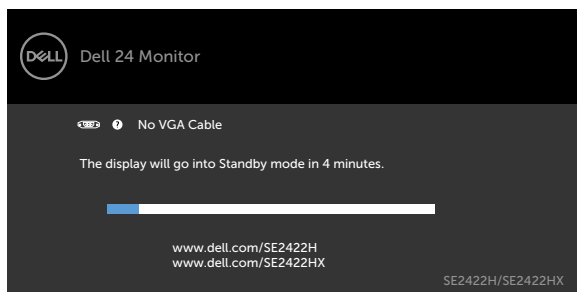 DELL
Dell 24 Monitor
? No VGA Cable
The display will go into Standby mode in 4 minutes.
www.dell.com/SE2422H
www.dell.com/SE2422HX
SE2422H/SE2422HX